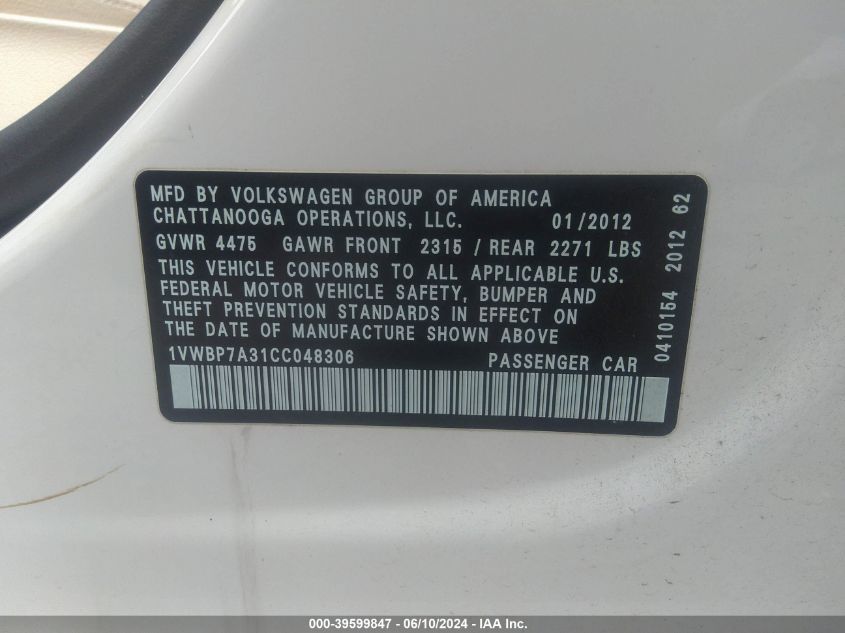 MFD BY VOLKSWAGEN GROUP OF AMERICA
CHATTANOOGA OPERATIONS, LLC. 01/2012
GVWR 4475 GAWR FRONT 2315 / REAR 2271 LBS
THIS VEHICLE CONFORMS TO ALL APPLICABLE U.S.
FEDERAL MOTOR VEHICLE SAFETY, BUMPER AND
THEFT PREVENTION STANDARDS IN EFFECT ON
THE DATE OF MANUFACTURE SHOWN ABOVE
1VWBP7A31CC048306 PASSENGER CAR
0410154 2012 62
000-39599847 / 06/10/2024 - IAA Inc.